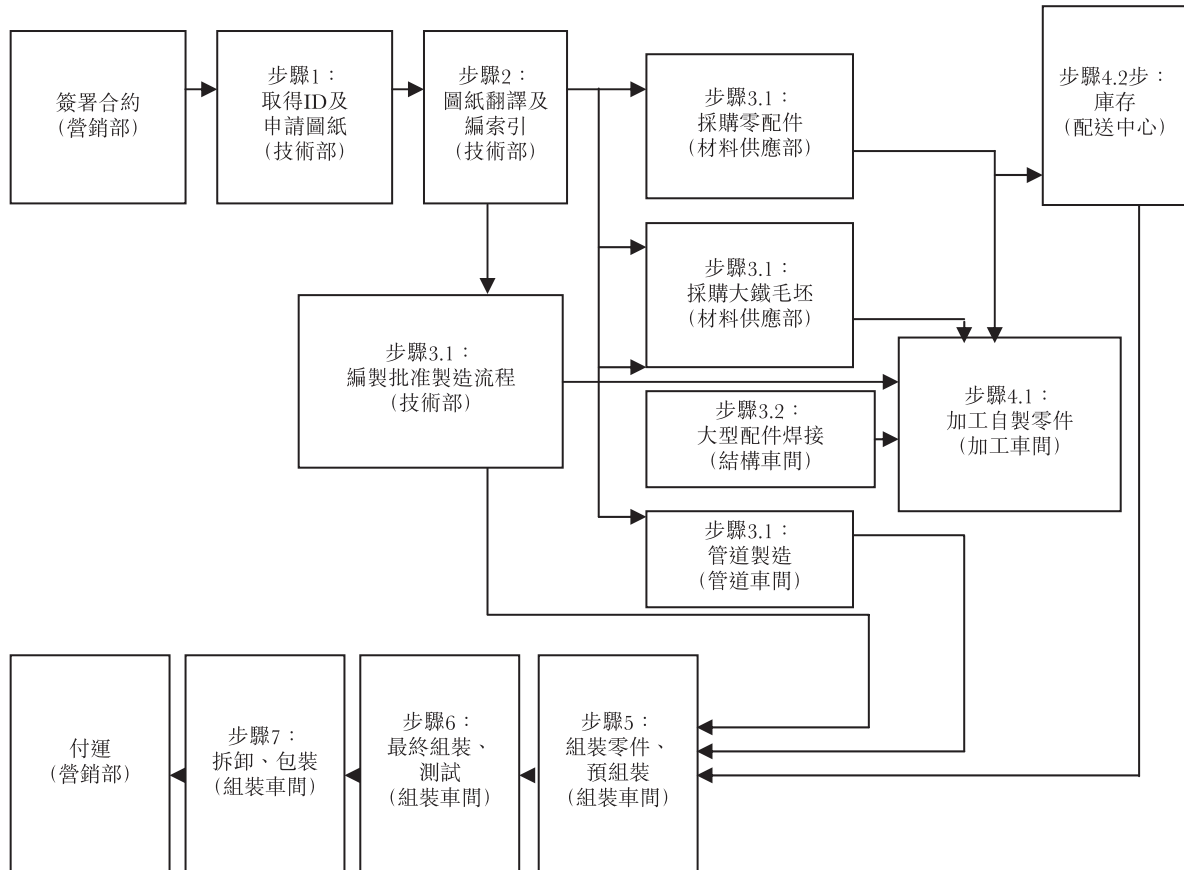 簽署合約
(營銷部)
步驟1：
取得ID及
申請圖紙
(技術部)
步驟2：
圖紙翻譯及
編索引
(技術部)
步驟3.1：
採購零配件
(材料供應部)
步驟4.2步：
庫存
(配送中心)
步驟3.1：
採購大鐵毛坯
(材料供應部)
步驟3.1：
編製批准製造流程
(技術部)
步驟3.2：
大型配件焊接
(結構車間)
步驟4.1：
加工自製零件
(加工車間)
步驟3.1：
管道製造
(管道車間)
付運
(營銷部)
步驟7：
拆卸、包裝
(組裝車間)
步驟6：
最終組裝、
測試
(組裝車間)
步驟5：
組裝零件、
預組裝
(組裝車間)